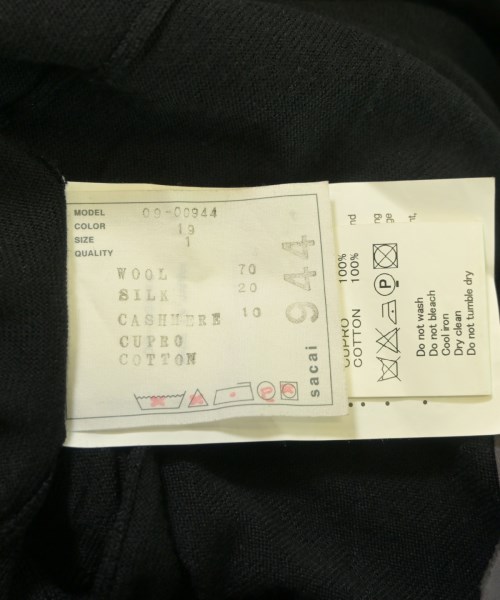 MODEL 09-00944
COLOR 19
SIZE 1
QUALITY
WOOL 70
SILK 20
CASHMERE 10
CUPRO
COTTON
sacai
944
CUPRO 100%
COTTON 100%
P
Do not wash
Do not bleach
Cool iron
Dry clean
Do not tumble dry